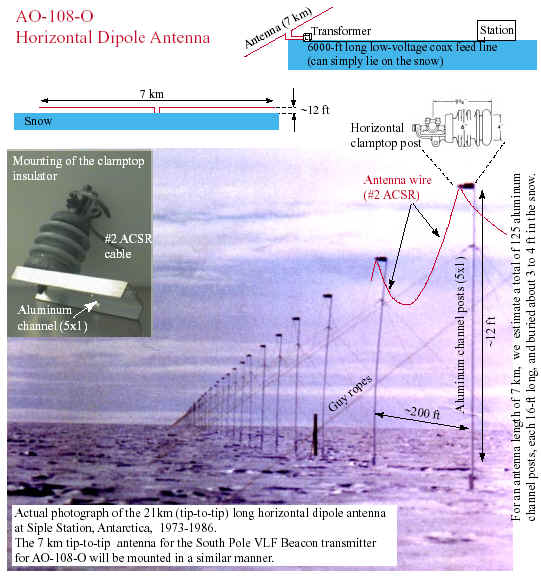 AO-108-O
Horizontal Dipole Antenna
Antenna (7 km)
Transformer
Station
6000-ft long low-voltage coax feed line
(can simply lie on the snow)
7 km
~12 ft
Snow
Horizontal
clamptop post
Mounting of the clamptop
insulator
#2 ACSR
cable
Aluminum
channel (5x1)
Antenna wire
(#2 ACSR)
Aluminum channel posts (5x1)
~12 ft
Guy ropes
~200 ft
For an antenna length of 7 km, we estimate a total of 125 aluminum
channel posts, each 16-ft long, and buried about 3 to 4 ft in the snow.
Actual photograph of the 21km (tip-to-tip) long horizontal dipole antenna
at Siple Station, Antarctica, 1973-1986.
The 7 km tip-to-tip antenna for the South Pole VLF Beacon transmitter
for AO-108-O will be mounted in a similar manner.